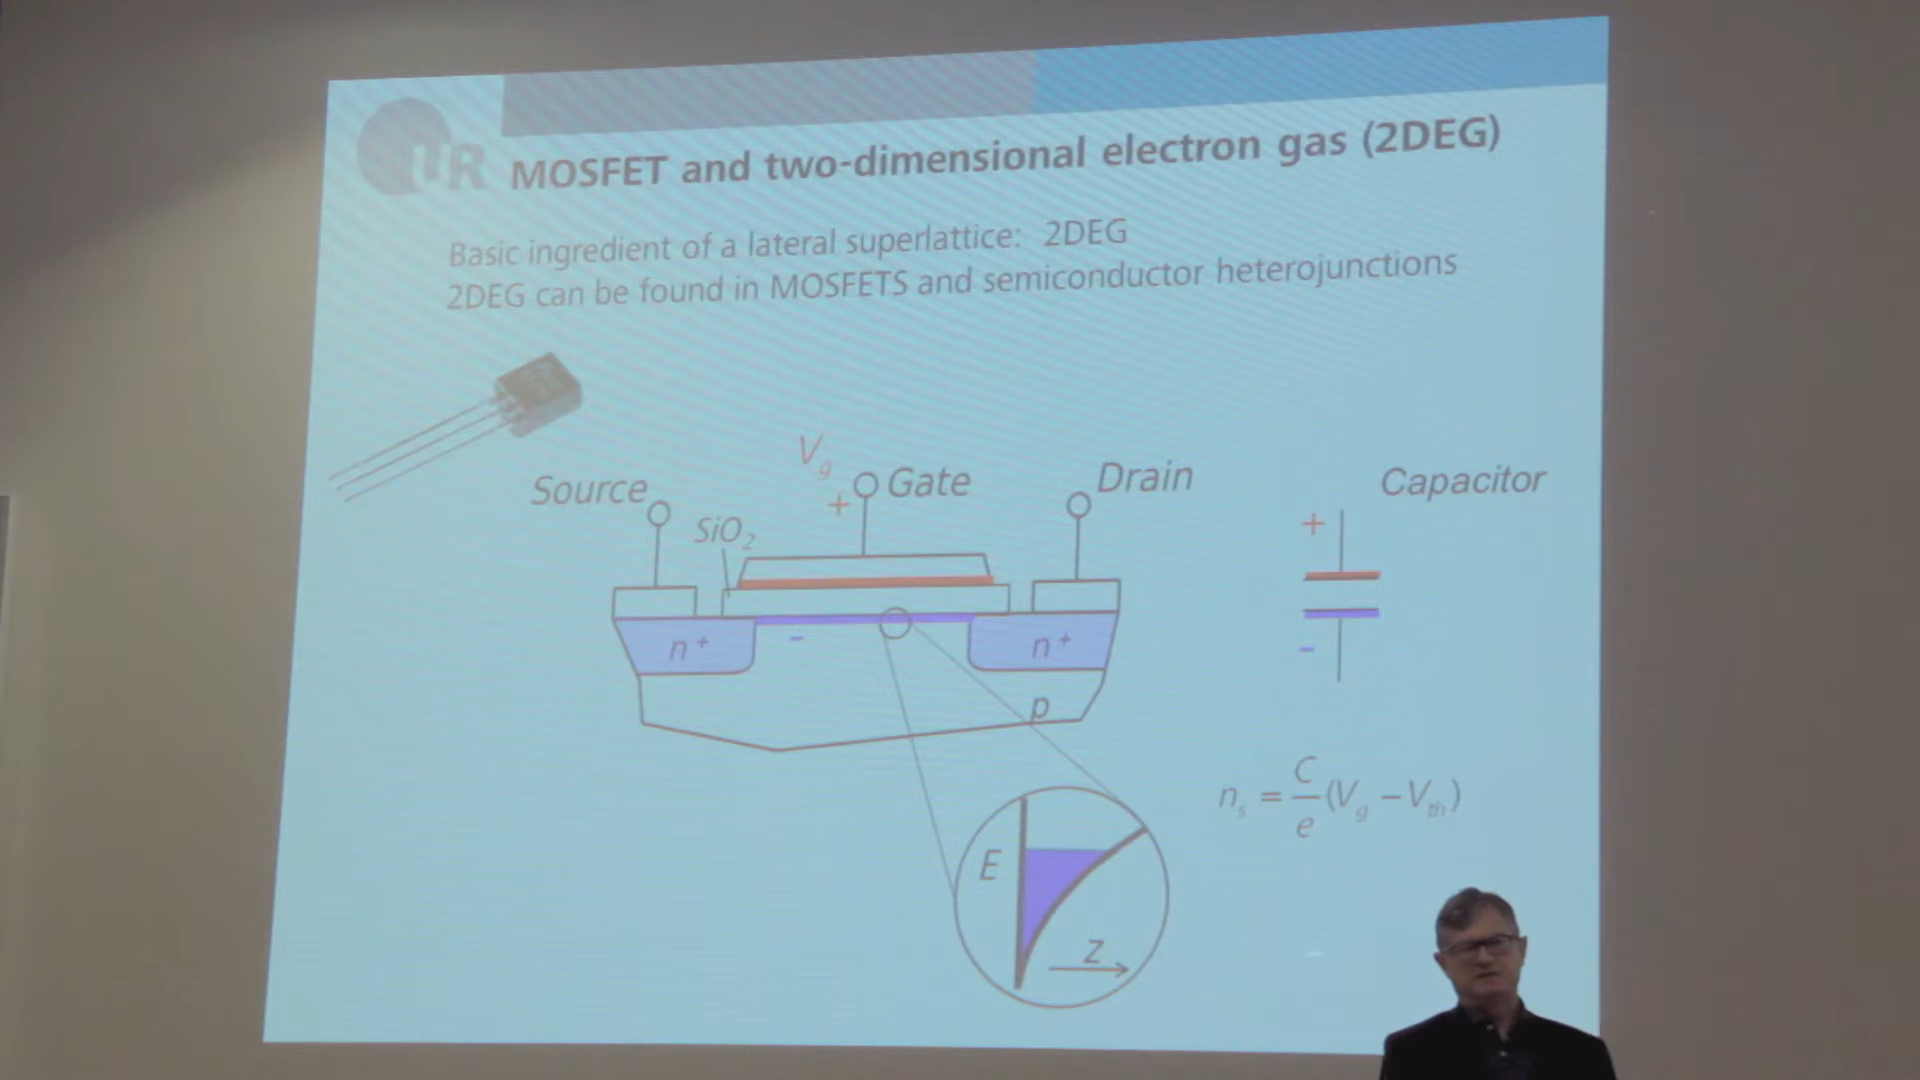 UR
MOSFET and two-dimensional electron gas (2DEG)
Basic ingredient of a lateral superlattice: 2DEG
2DEG can be found in MOSFETS and semiconductor heterojunctions
V_g
Source
+
Gate
Drain
Capacitor
SiO₂
+
n⁺
-
n⁺
-
p
n_s = C/e (V_g − V_th)
E
z